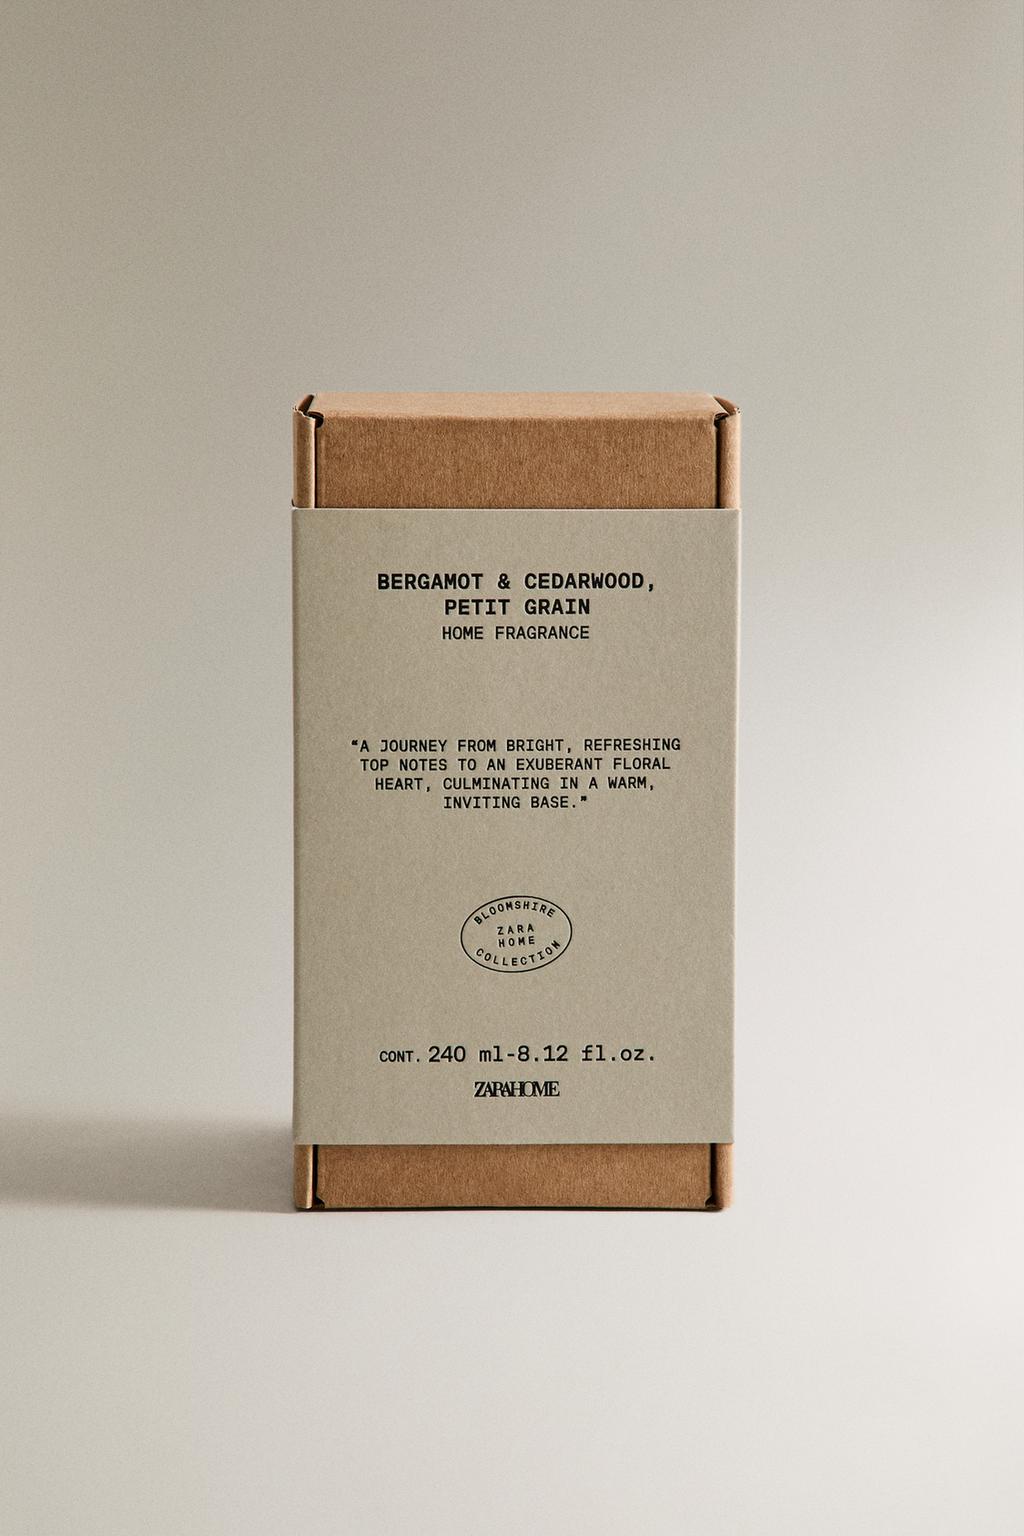 BERGAMOT & CEDARWOOD,
PETIT GRAIN
HOME FRAGRANCE
“A JOURNEY FROM BRIGHT, REFRESHING
TOP NOTES TO AN EXUBERANT FLORAL
HEART, CULMINATING IN A WARM,
INVITING BASE.”
BLOOMSHIRE
ZARA
HOME
COLLECTION
CONT. 240 ml-8.12 fl.oz.
ZARAHOME